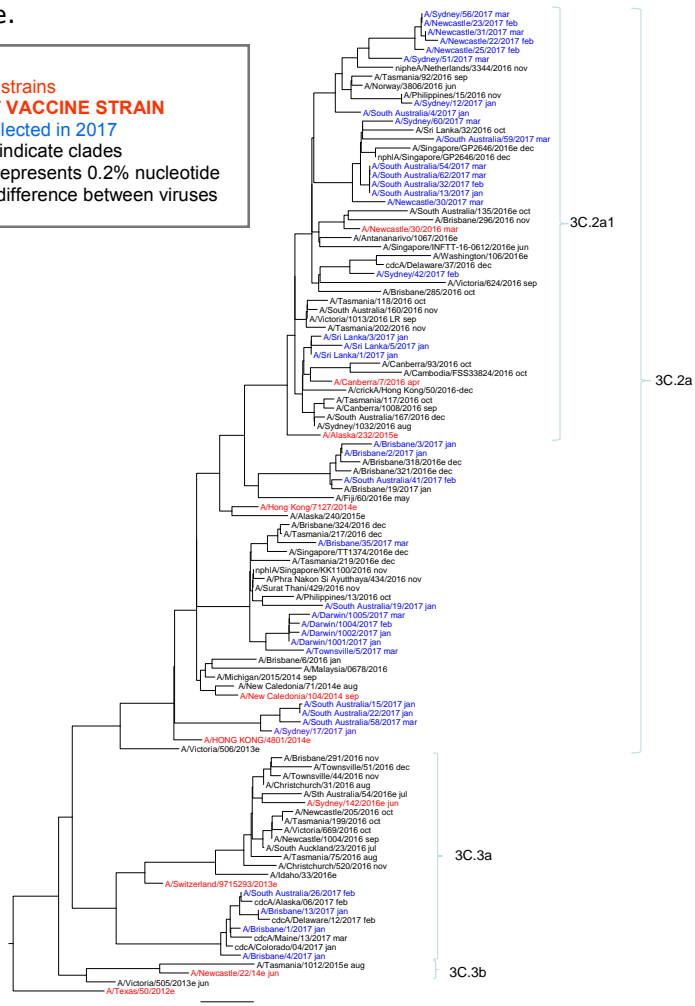 e.
strains
VACCINE STRAIN
lected in 2017
indicate clades
epresents 0.2% nucleotide
difference between viruses
A/Sydney/56/2017 mar
A/Newcastle/23/2017 feb
A/Newcastle/31/2017 mar
A/Newcastle/22/2017 feb
A/Newcastle/25/2017 feb
A/Sydney/51/2017 mar
nipheA/Netherlands/3344/2016 nov
A/Tasmania/92/2016 sep
A/Norway/3806/2016 jun
A/Philippines/15/2016 nov
A/Sydney/12/2017 jan
A/South Australia/4/2017 jan
A/Sydney/60/2017 mar
A/Sri Lanka/32/2016 oct
A/South Australia/59/2017 mar
A/Singapore/GP2646/2016e dec
nphlA/Singapore/GP2646/2016 dec
A/South Australia/54/2017 mar
A/South Australia/62/2017 mar
A/South Australia/32/2017 feb
A/South Australia/13/2017 jan
A/Newcastle/30/2017 mar
A/South Australia/135/2016e oct
A/Brisbane/296/2016 nov
3C.2a1
A/Newcastle/30/2016 mar
A/Antananarivo/1067/2016e
A/Singapore/INFTT-16-0612/2016e jun
A/Washington/106/2016e
cdcA/Delaware/37/2016 dec
A/Sydney/42/2017 feb
A/Victoria/624/2016 sep
A/Brisbane/285/2016 oct
A/Tasmania/118/2016 oct
A/South Australia/160/2016 nov
A/Victoria/1013/2016 LR sep
A/Tasmania/202/2016 nov
A/Sri Lanka/3/2017 jan
A/Sri Lanka/5/2017 jan
A/Sri Lanka/1/2017 jan
A/Canberra/93/2016 oct
A/Cambodia/FSS33824/2016 oct
3C.2a
A/Canberra/7/2016 apr
A/crickA/Hong Kong/50/2016-dec
A/Tasmania/117/2016 oct
A/Canberra/1008/2016 sep
A/South Australia/167/2016 dec
A/Sydney/1032/2016 aug
A/Alaska/232/2015e
A/Brisbane/3/2017 jan
A/Brisbane/2/2017 jan
A/Brisbane/318/2016e dec
A/Brisbane/321/2016e dec
A/South Australia/41/2017 feb
A/Brisbane/19/2017 jan
A/Fiji/60/2016e may
A/Hong Kong/7127/2014e
A/Alaska/240/2015e
A/Brisbane/324/2016 dec
A/Tasmania/217/2016 dec
A/Brisbane/35/2017 mar
A/Singapore/TT1374/2016e dec
A/Tasmania/219/2016e dec
nphlA/Singapore/KK1100/2016 nov
A/Phra Nakon Si Ayutthaya/434/2016 nov
A/Surat Thani/429/2016 nov
A/Philippines/13/2016 oct
A/South Australia/19/2017 jan
A/Darwin/1005/2017 mar
A/Darwin/1004/2017 feb
A/Darwin/1002/2017 jan
A/Darwin/1001/2017 jan
A/Townsville/5/2017 mar
A/Brisbane/6/2016 jan
A/Malaysia/0678/2016
A/Michigan/2015/2014 sep
A/New Caledonia/71/2014e aug
A/New Caledonia/104/2014 sep
A/South Australia/15/2017 jan
A/South Australia/22/2017 jan
A/South Australia/58/2017 mar
A/Sydney/17/2017 jan
A/HONG KONG/4801/2014e
A/Victoria/506/2013e
A/Brisbane/291/2016 nov
A/Townsville/51/2016 dec
A/Townsville/44/2016 nov
A/Christchurch/31/2016 aug
A/Sth Australia/54/2016e jul
A/Sydney/142/2016e jun
A/Newcastle/205/2016 oct
A/Tasmania/199/2016 oct
A/Victoria/669/2016 oct
A/Newcastle/1004/2016 sep
A/South Auckland/23/2016 jul
A/Tasmania/75/2016 aug
3C.3a
A/Christchurch/520/2016 nov
A/Idaho/33/2016e
A/Switzerland/9715293/2013e
A/South Australia/26/2017 feb
cdcA/Alaska/06/2017 feb
A/Brisbane/13/2017 jan
cdcA/Delaware/12/2017 feb
A/Brisbane/1/2017 jan
cdcA/Maine/13/2017 mar
cdcA/Colorado/04/2017 jan
A/Brisbane/4/2017 jan
A/Tasmania/1012/2015e aug
3C.3b
A/Newcastle/22/14e jun
A/Victoria/505/2013e jun
A/Texas/50/2012e